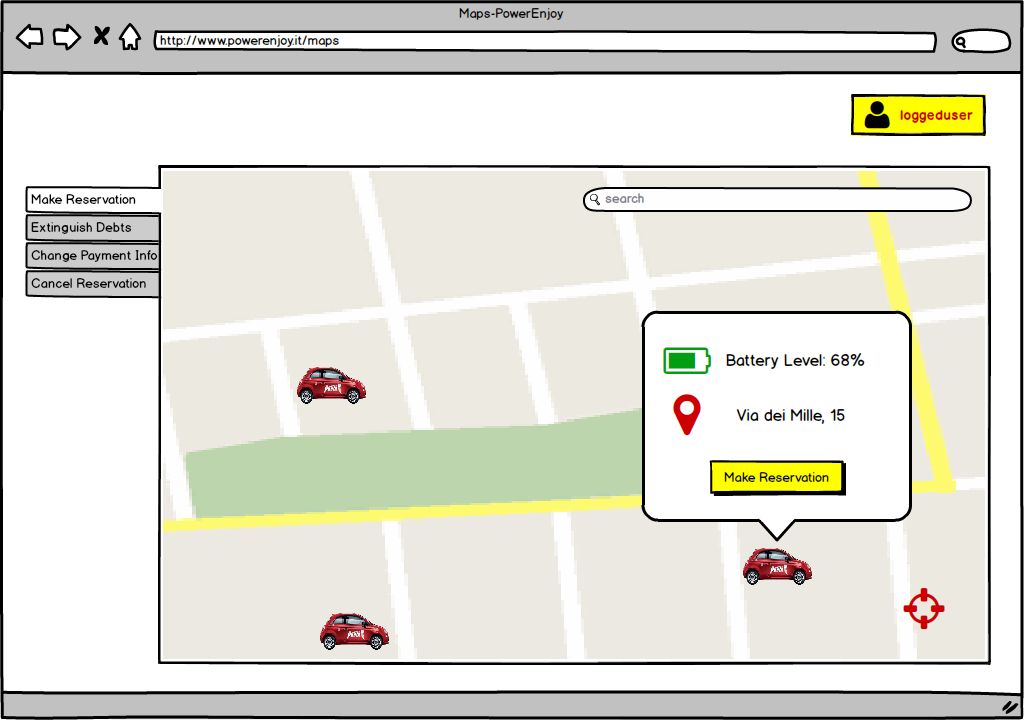 Maps-PowerEnjoy
http://www.powerenjoy.it/maps
loggeduser
Make Reservation
Extinguish Debts
Change Payment Info
Cancel Reservation
search
Battery Level: 68%
Via dei Mille, 15
Make Reservation